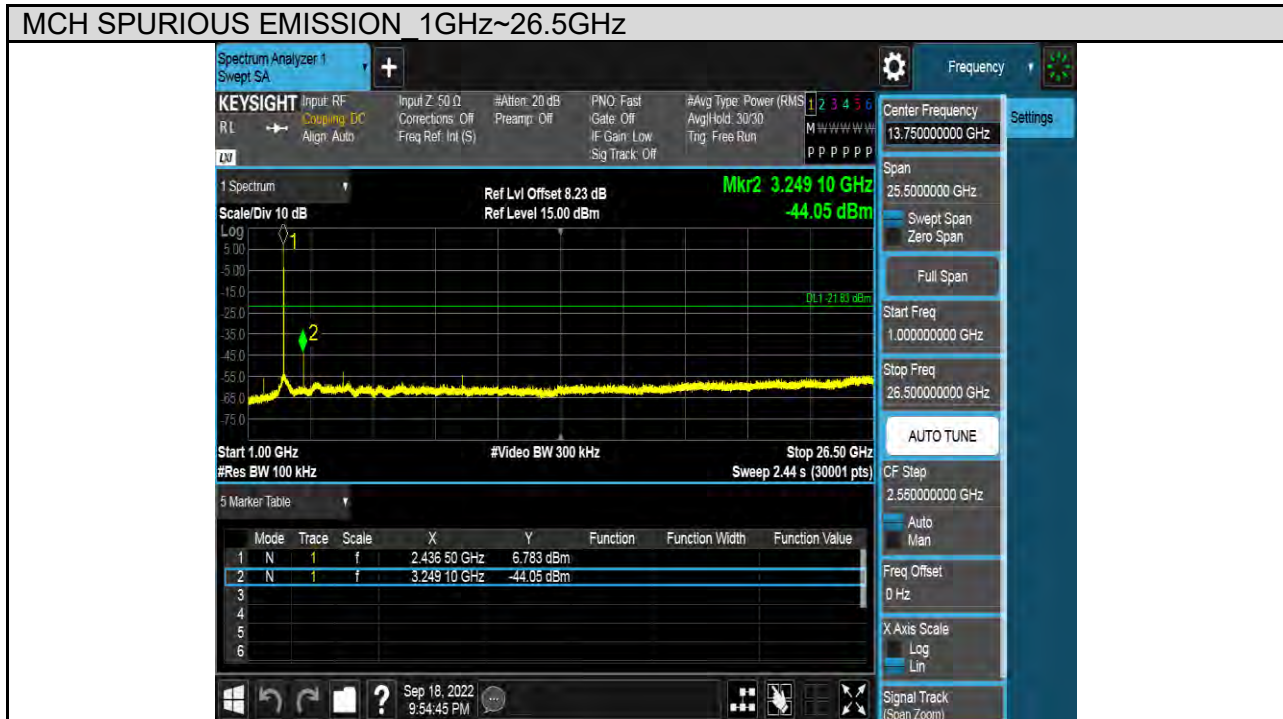 MCH SPURIOUS EMISSION_1GHz~26.5GHz
Spectrum Analyzer 1
Swept SA
+
Frequency
KEYSIGHT
RL
LXI
Input: RF
Coupling: DC
Align: Auto
Input Z: 50 Ω
Corrections: Off
Freq Ref: Int (S)
#Atten: 20 dB
Preamp: Off
PNO: Fast
Gate: Off
IF Gain: Low
Sig Track: Off
#Avg Type: Power (RMS
Avg|Hold: 30/30
Trig: Free Run
1 2 3 4 5 6
M W W W W W
P P P P P P
1 Spectrum
Scale/Div 10 dB
Ref Lvl Offset 8.23 dB
Ref Level 15.00 dBm
Mkr2 3.249 10 GHz
-44.05 dBm
Log
5.00
-5.00
-15.0
-25.0
-35.0
-45.0
-55.0
-65.0
-75.0
1
2
DL1 -21.83 dBm
Start 1.00 GHz
#Video BW 300 kHz
Stop 26.50 GHz
#Res BW 100 kHz
Sweep 2.44 s (30001 pts)
5 Marker Table
Mode Trace Scale X Y Function Function Width Function Value
1 N 1 f 2.436 50 GHz 6.783 dBm
2 N 1 f 3.249 10 GHz -44.05 dBm
3
4
5
6
?
Sep 18, 2022
9:54:45 PM
Center Frequency
13.750000000 GHz
Settings
Span
25.5000000 GHz
Swept Span
Zero Span
Full Span
Start Freq
1.000000000 GHz
Stop Freq
26.500000000 GHz
AUTO TUNE
CF Step
2.550000000 GHz
Auto
Man
Freq Offset
0 Hz
X Axis Scale
Log
Lin
Signal Track
(Span Zoom)